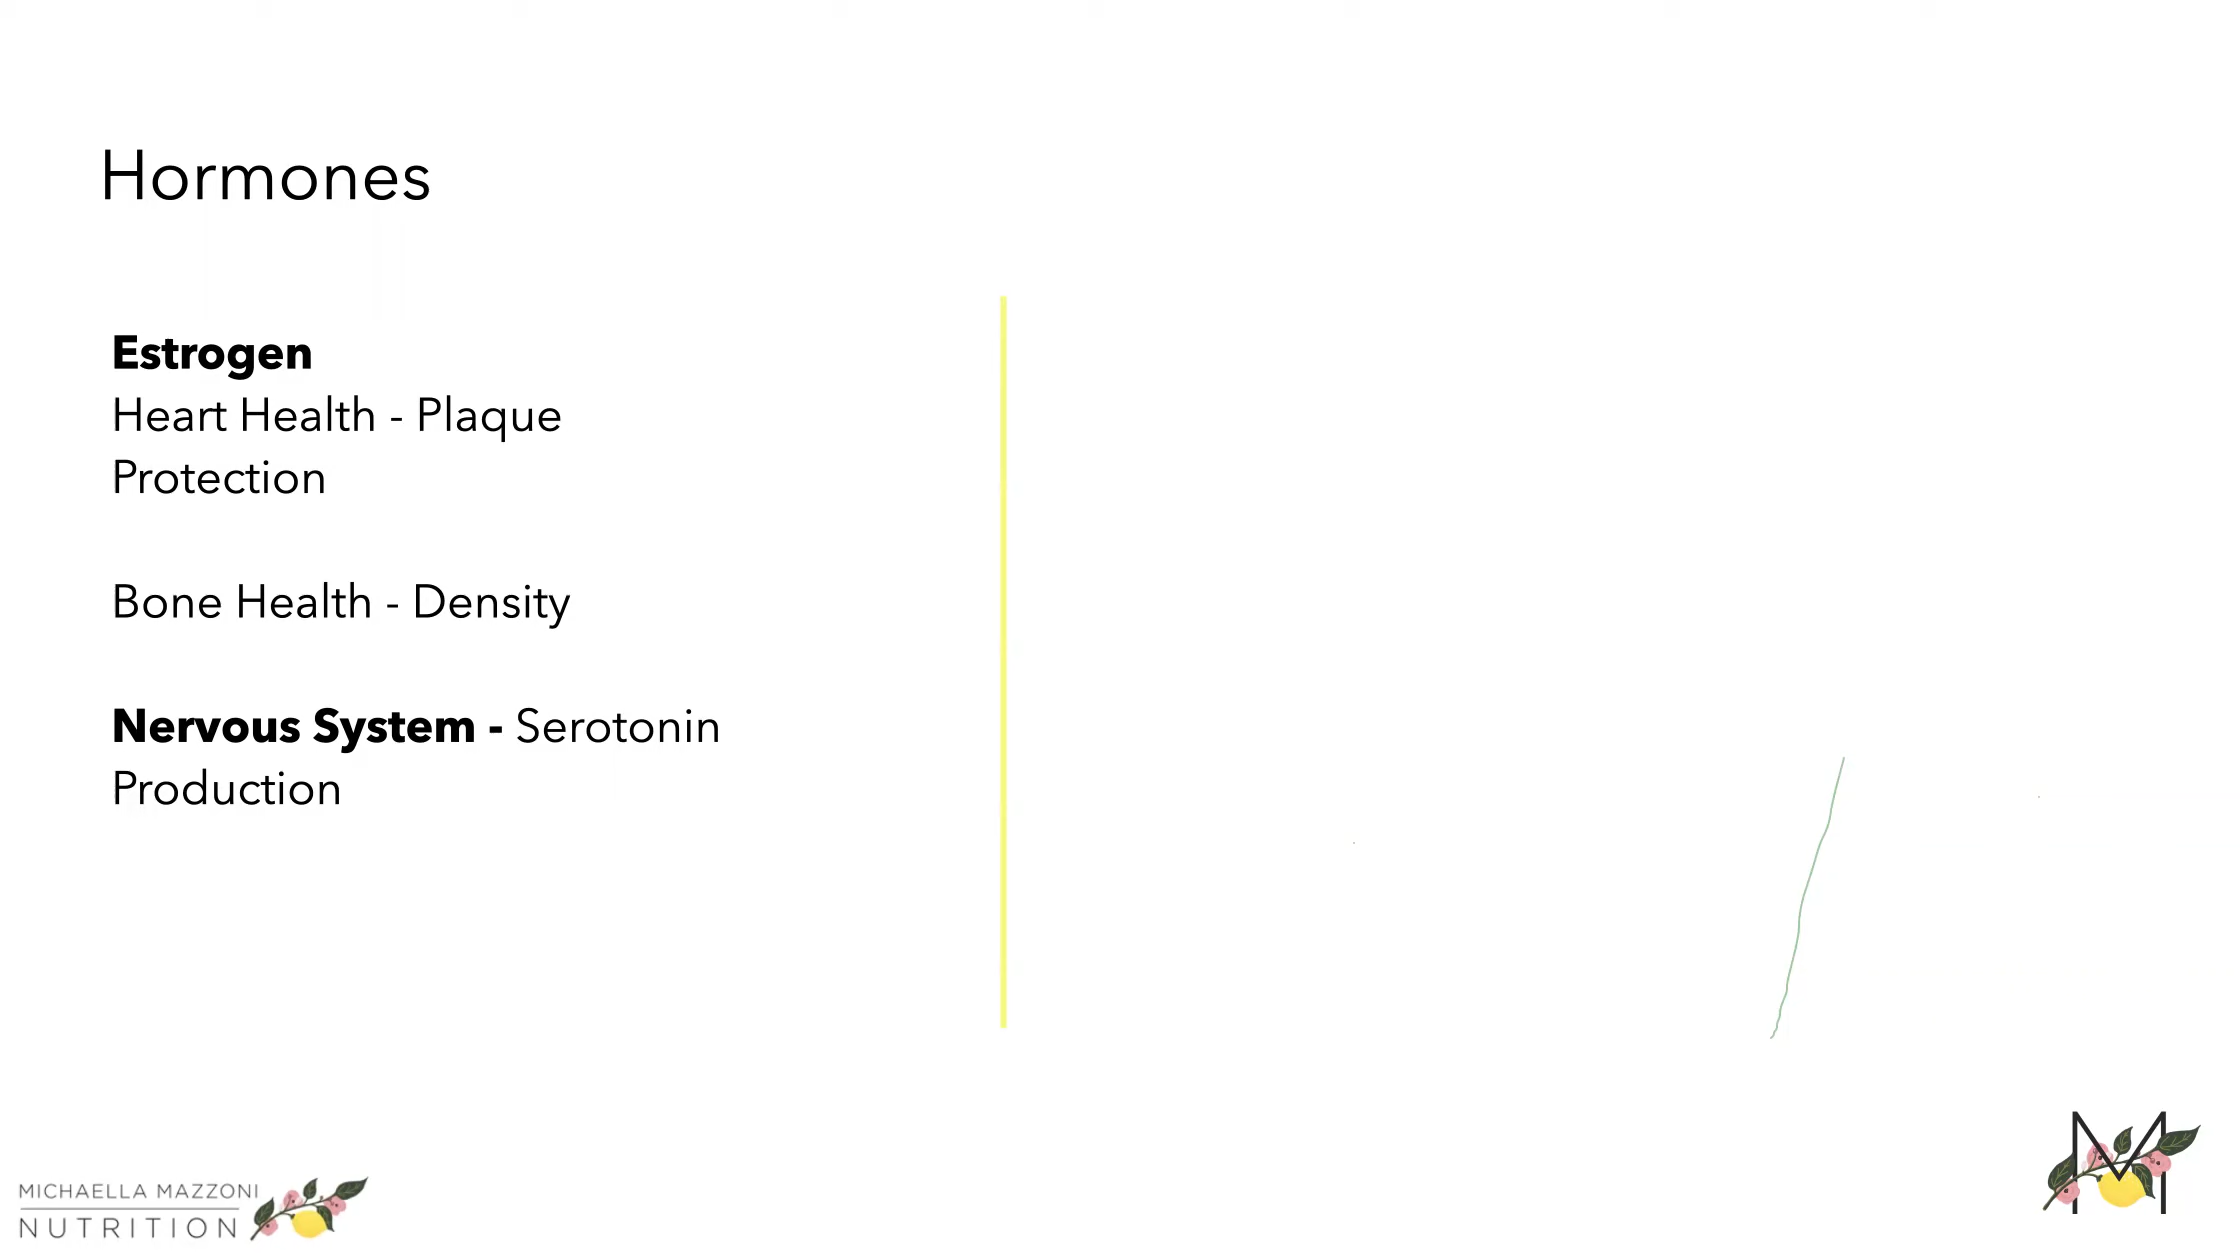 Hormones
Estrogen
Heart Health - Plaque
Protection
Bone Health - Density
Nervous System - Serotonin
Production
MICHAELLA MAZZONI
NUTRITION
M